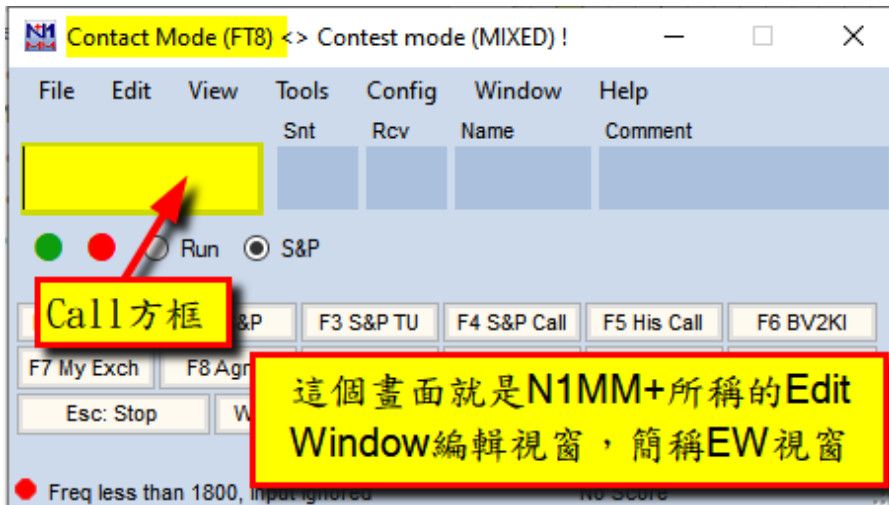 N1 MM Contact Mode (FT8) <> Contest mode (MIXED) !
File Edit View Tools Config Window Help
Snt Rcv Name Comment
Run S&P
Call方框
&P F3 S&P TU F4 S&P Call F5 His Call F6 BV2KI
F7 My Exch F8 Agn
Esc: Stop W
這個畫面就是N1MM+所稱的Edit
Window編輯視窗，簡稱EW視窗
Freq less than 1800, input ignored No Score